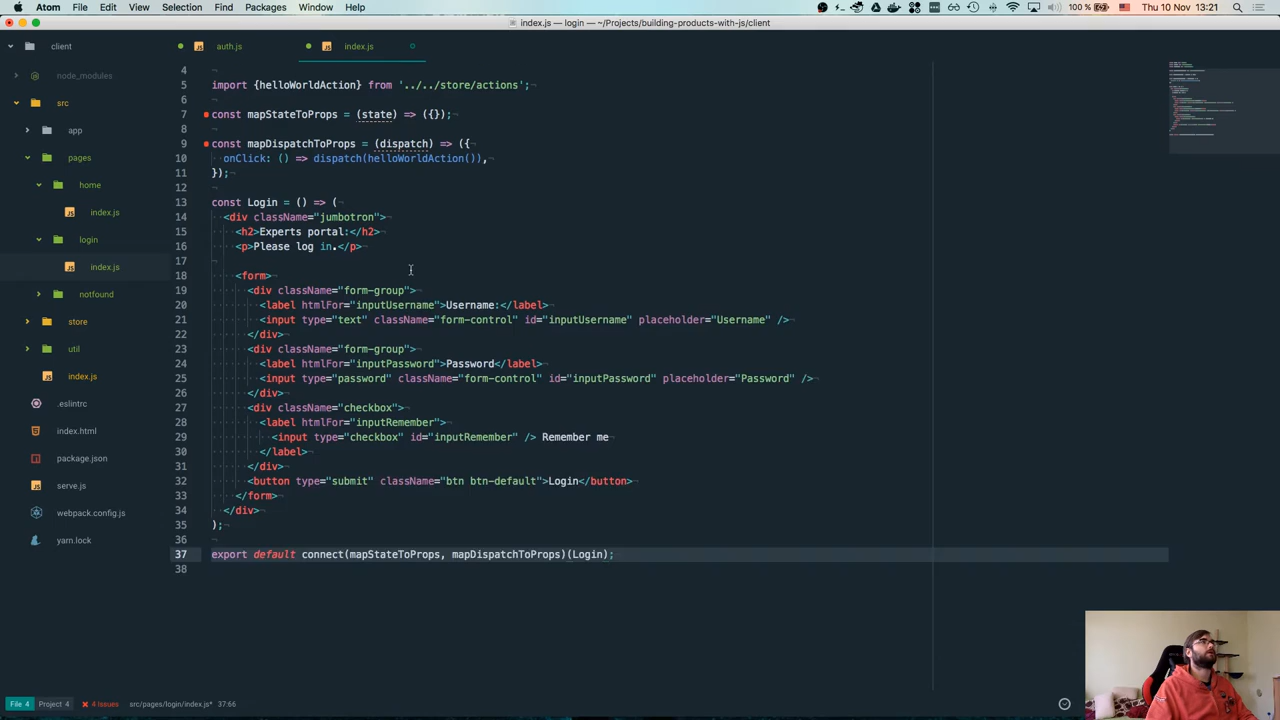 Atom File Edit View Selection Find Packages Window Help 100 % Thu 10 Nov 13:21
index.js — login — ~/Projects/building-products-with-js/client
client
auth.js
index.js
node_modules
src
app
pages
home
index.js
login
index.js
notfound
store
util
index.js
.eslintrc
index.html
package.json
serve.js
webpack.config.js
yarn.lock
4
5 import {helloWorldAction} from '../../store/actions';
6
7 const mapStateToProps = (state) => ({});
8
9 const mapDispatchToProps = (dispatch) => ({
10 onClick: () => dispatch(helloWorldAction()),
11 });
12
13 const Login = () => (
14 <div className="jumbotron">
15 <h2>Experts portal:</h2>
16 <p>Please log in.</p>
17
18 <form>
19 <div className="form-group">
20 <label htmlFor="inputUsername">Username:</label>
21 <input type="text" className="form-control" id="inputUsername" placeholder="Username" />
22 </div>
23 <div className="form-group">
24 <label htmlFor="inputPassword">Password</label>
25 <input type="password" className="form-control" id="inputPassword" placeholder="Password" />
26 </div>
27 <div className="checkbox">
28 <label htmlFor="inputRemember">
29 <input type="checkbox" id="inputRemember" /> Remember me
30 </label>
31 </div>
32 <button type="submit" className="btn btn-default">Login</button>
33 </form>
34 </div>
35 );
36
37 export default connect(mapStateToProps, mapDispatchToProps)(Login);
38
File 4 Project 4 4 Issues src/pages/login/index.js* 37:66